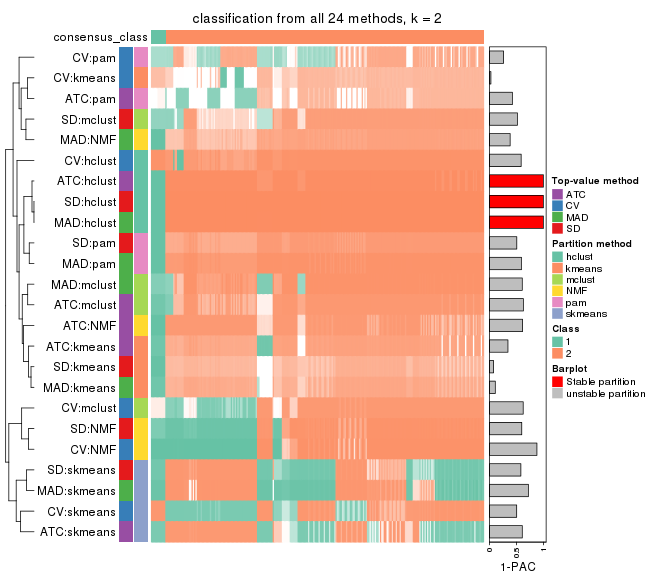 classification from all 24 methods, k = 2
consensus_class
CV:pam
CV:kmeans
ATC:pam
SD:mclust
MAD:NMF
CV:hclust
ATC:hclust
SD:hclust
MAD:hclust
SD:pam
MAD:pam
MAD:mclust
ATC:mclust
ATC:NMF
ATC:kmeans
SD:kmeans
MAD:kmeans
CV:mclust
SD:NMF
CV:NMF
SD:skmeans
MAD:skmeans
CV:skmeans
ATC:skmeans
0 0.5 1
1-PAC
Top-value method
ATC
CV
MAD
SD
Partition method
hclust
kmeans
mclust
NMF
pam
skmeans
Class
1
2
Barplot
Stable partition
unstable partition